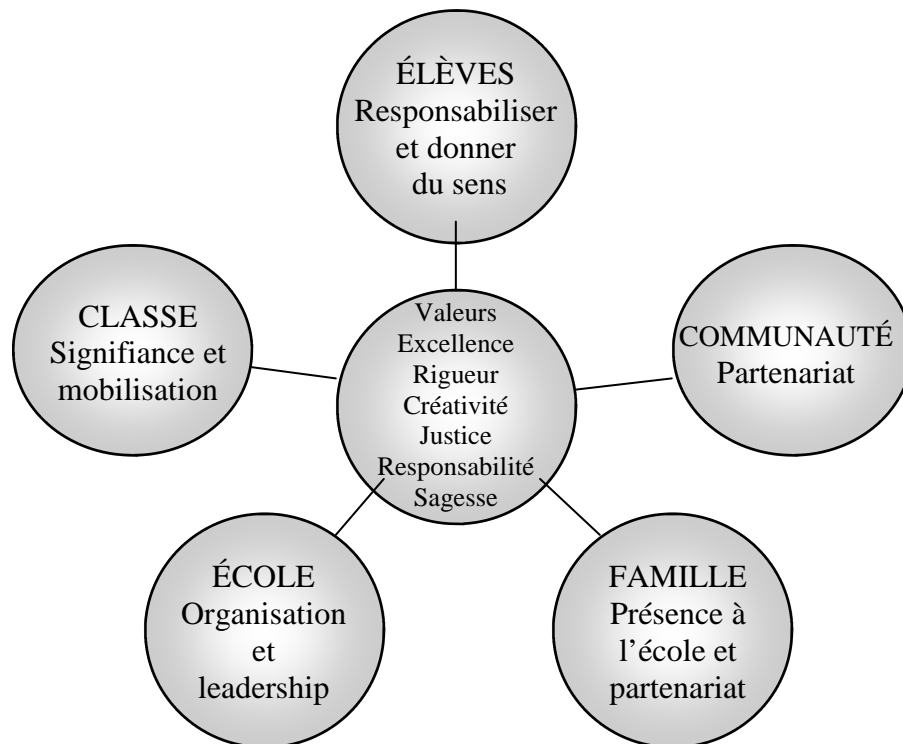 ÉLÈVES
Responsabiliser
et donner
du sens
CLASSE
Signifiance et
mobilisation
Valeurs
Excellence
Rigueur
Créativité
Justice
Responsabilité
Sagesse
COMMUNAUTÉ
Partenariat
ÉCOLE
Organisation
et
leadership
FAMILLE
Présence à
l’école et
partenariat